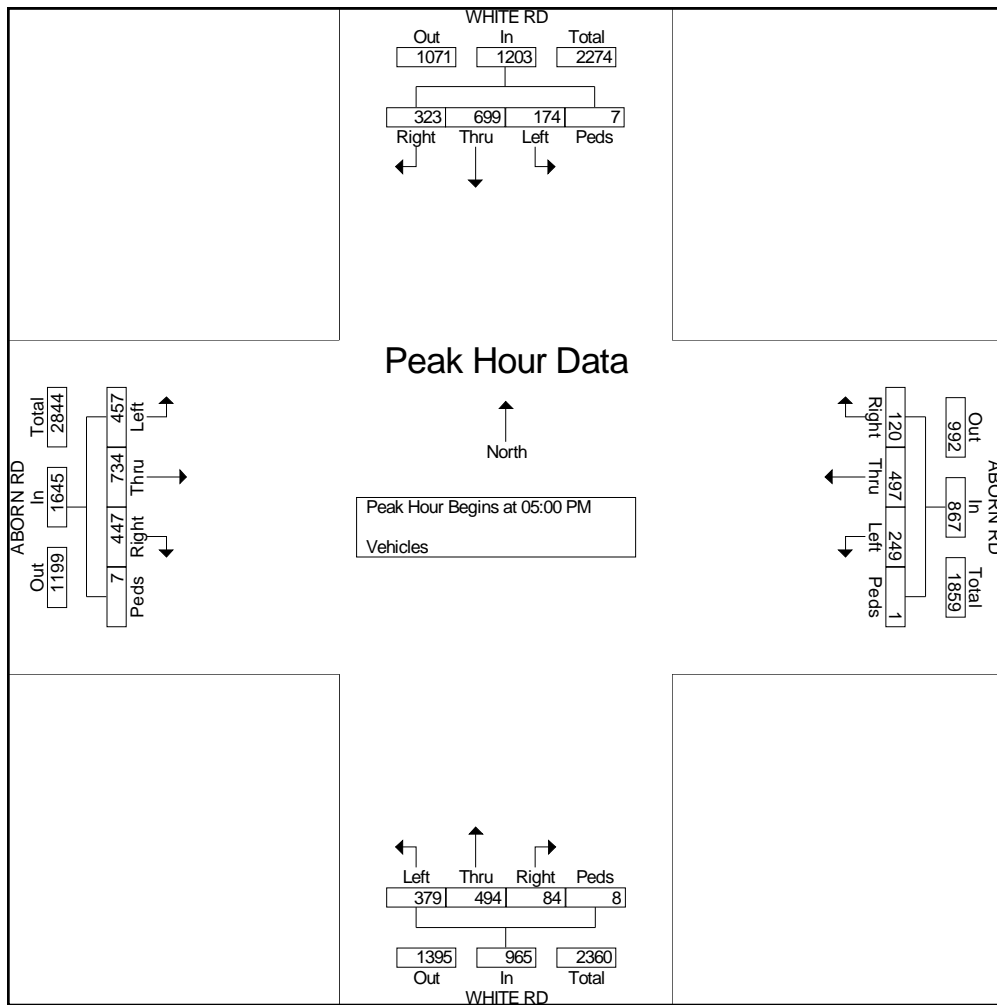 WHITE RD
Out In Total
1071 1203 2274
323 699 174 7
Right Thru Left Peds
Peak Hour Data
North
Peak Hour Begins at 05:00 PM
Vehicles
ABORN RD
Total In Out
2844 1645 1199
457 734 447 7
Left Thru Right Peds
ABORN RD
Out In Total
992 867 1859
120 497 249 1
Right Thru Left Peds
Left Thru Right Peds
379 494 84 8
1395 965 2360
Out In Total
WHITE RD